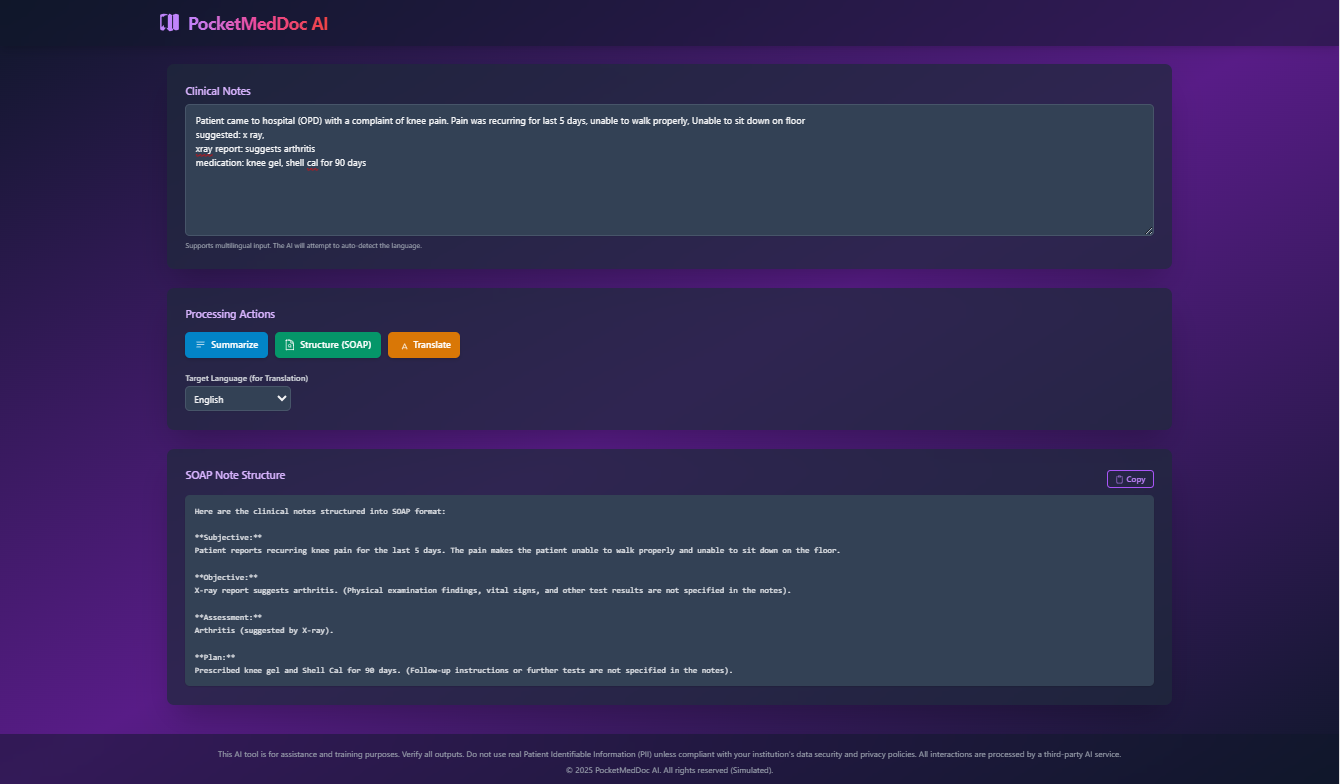 PocketMedDoc AI
Clinical Notes
Patient came to hospital (OPD) with a complaint of knee pain. Pain was recurring for last 5 days, unable to walk properly, Unable to sit down on floor
suggested: x ray,
xray report: suggests arthritis
medication: knee gel, shell cal for 90 days
Supports multilingual input. The AI will attempt to auto-detect the language.
Processing Actions
Summarize
Structure (SOAP)
A Translate
Target Language (for Translation)
English
SOAP Note Structure
Copy
Here are the clinical notes structured into SOAP format:
**Subjective:**
Patient reports recurring knee pain for the last 5 days. The pain makes the patient unable to walk properly and unable to sit down on the floor.
**Objective:**
X-ray report suggests arthritis. (Physical examination findings, vital signs, and other test results are not specified in the notes).
**Assessment:**
Arthritis (suggested by X-ray).
**Plan:**
Prescribed knee gel and Shell Cal for 90 days. (Follow-up instructions or further tests are not specified in the notes).
This AI tool is for assistance and training purposes. Verify all outputs. Do not use real Patient Identifiable Information (PII) unless compliant with your institution's data security and privacy policies. All interactions are processed by a third-party AI service.
© 2025 PocketMedDoc AI. All rights reserved (Simulated).